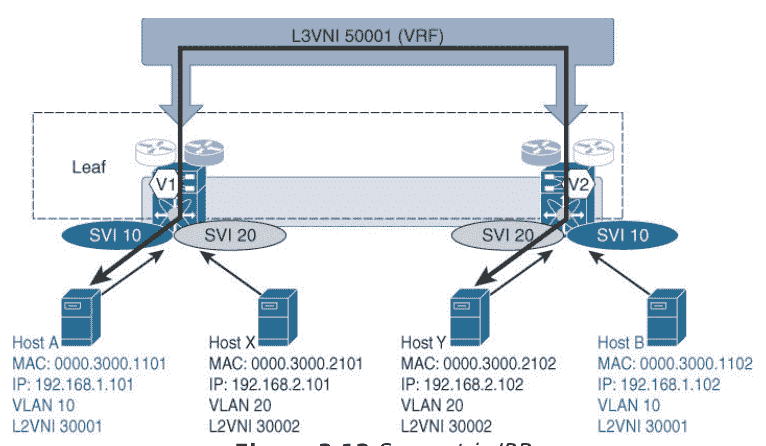 L3VNI 50001 (VRF)
Leaf
V1
V2
SVI 10
SVI 20
SVI 20
SVI 10
Host A
MAC: 0000.3000.1101
IP: 192.168.1.101
VLAN 10
L2VNI 30001
Host X
MAC: 0000.3000.2101
IP: 192.168.2.101
VLAN 20
L2VNI 30002
Host Y
MAC: 0000.3000.2102
IP: 192.168.2.102
VLAN 20
L2VNI 30002
Host B
MAC: 0000.3000.1102
IP: 192.168.1.102
VLAN 10
L2VNI 30001